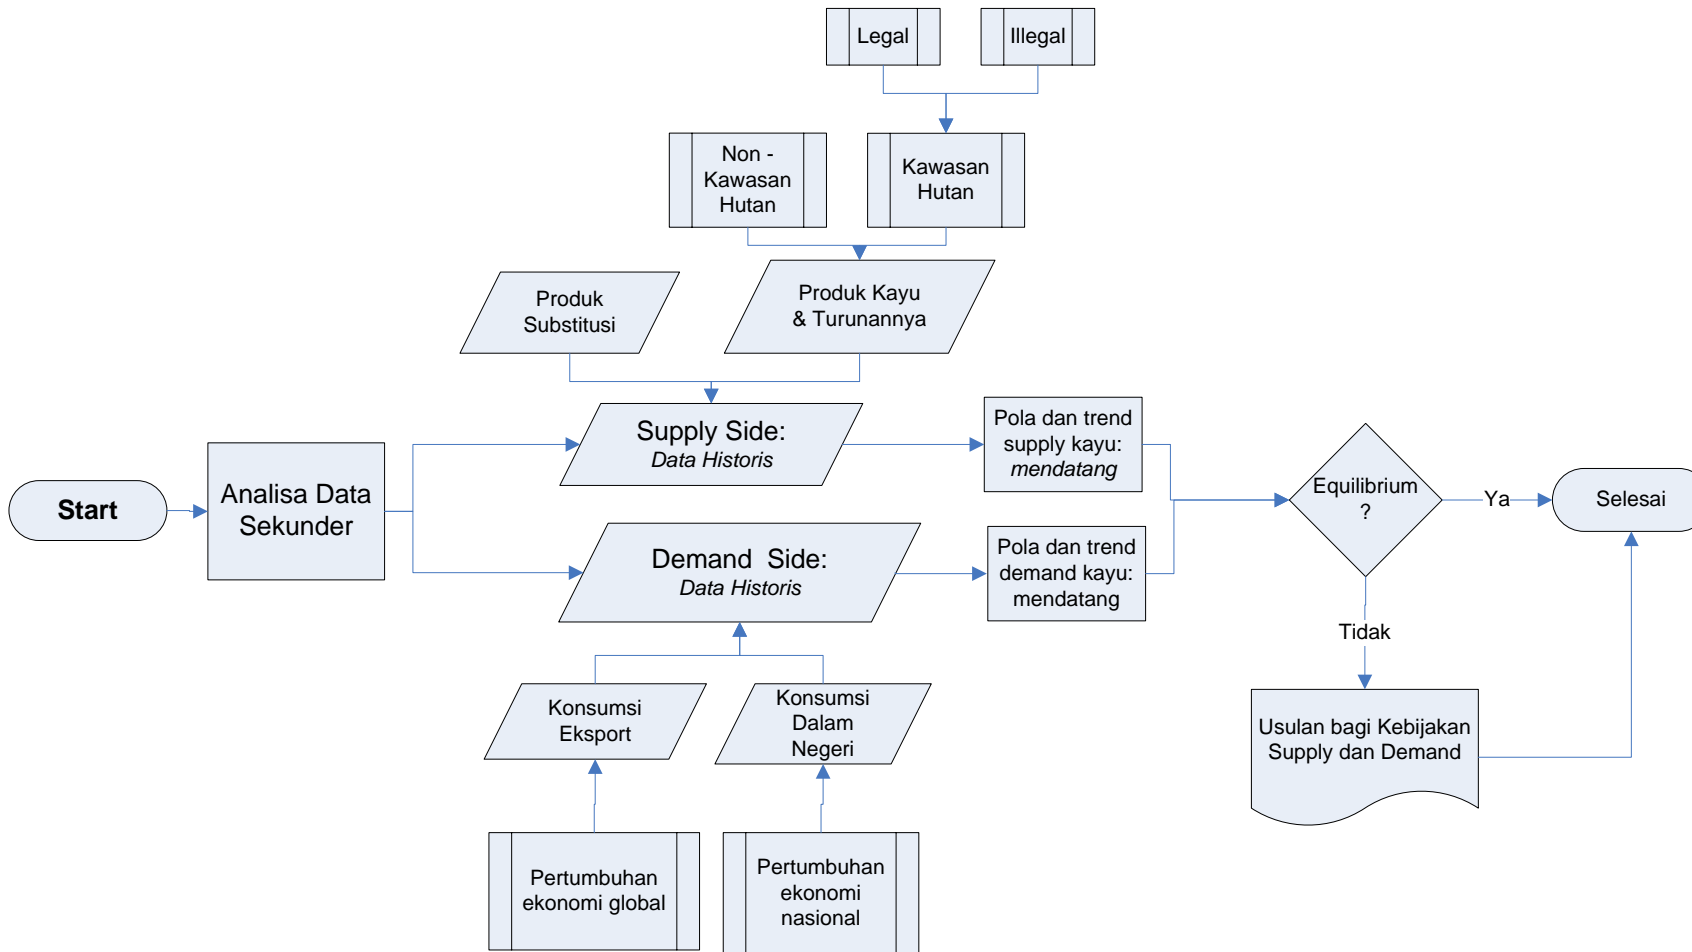 Legal
Illegal
Non -
Kawasan
Hutan
Kawasan
Hutan
Produk
Substitusi
Produk Kayu
& Turunannya
Supply Side:
Data Historis
Pola dan trend
supply kayu:
mendatang
Start
Analisa Data
Sekunder
Equilibrium
?
Ya
Selesai
Demand  Side:
Data Historis
Pola dan trend
demand kayu:
mendatang
Tidak
Konsumsi
Eksport
Konsumsi
Dalam
Negeri
Usulan bagi Kebijakan
Supply dan Demand
Pertumbuhan
ekonomi global
Pertumbuhan
ekonomi
nasional